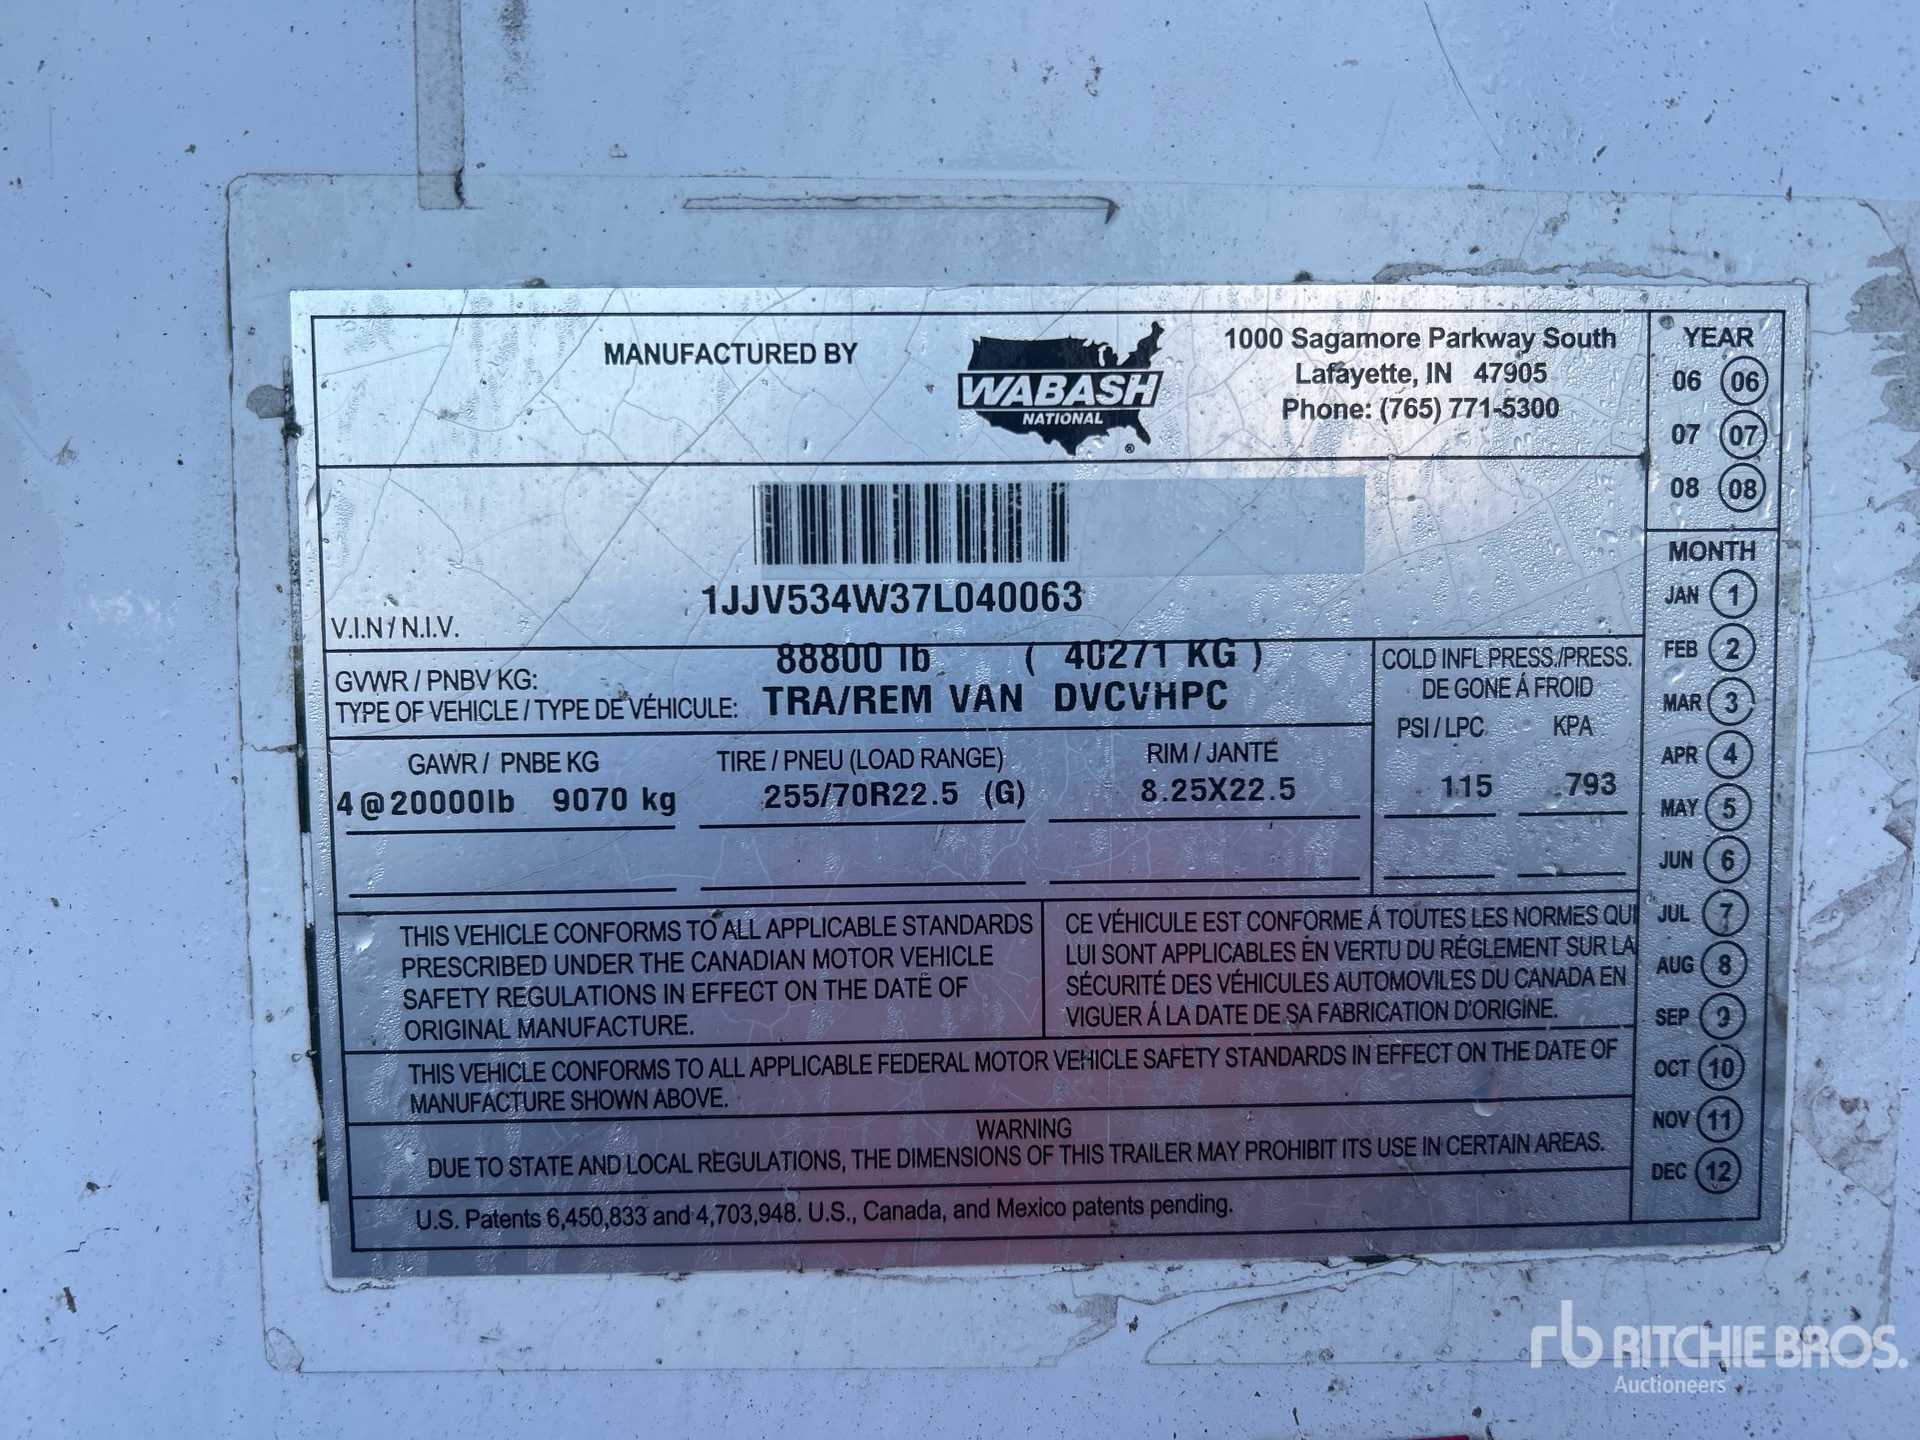 MANUFACTURED BY
WABASH
NATIONAL
®
1000 Sagamore Parkway South
Lafayette, IN 47905
Phone: (765) 771-5300
YEAR
06 06
07 07
08 08
V.I.N / N.I.V.
1JJV534W37L040063
MONTH
JAN 1
FEB 2
MAR 3
APR 4
MAY 5
JUN 6
JUL 7
AUG 8
SEP 9
OCT 10
NOV 11
DEC 12
GVWR / PNBV KG: 88800 lb ( 40271 KG )
TYPE OF VEHICLE / TYPE DE VÉHICULE: TRA/REM VAN DVCVHPC
COLD INFL PRESS./PRESS.
DE GONE Á FROID
PSI / LPC KPA
115 793
GAWR / PNBE KG TIRE / PNEU (LOAD RANGE) RIM / JANTE
4@20000lb 9070 kg 255/70R22.5 (G) 8.25X22.5
THIS VEHICLE CONFORMS TO ALL APPLICABLE STANDARDS
PRESCRIBED UNDER THE CANADIAN MOTOR VEHICLE
SAFETY REGULATIONS IN EFFECT ON THE DATE OF
ORIGINAL MANUFACTURE.
CE VÉHICULE EST CONFORME Á TOUTES LES NORMES QUI
LUI SONT APPLICABLES EN VERTU DU RÉGLEMENT SUR LA
SÉCURITÉ DES VÉHICULES AUTOMOVILES DU CANADA EN
VIGUER Á LA DATE DE SA FABRICATION D'ORIGINE.
THIS VEHICLE CONFORMS TO ALL APPLICABLE FEDERAL MOTOR VEHICLE SAFETY STANDARDS IN EFFECT ON THE DATE OF
MANUFACTURE SHOWN ABOVE.
WARNING
DUE TO STATE AND LOCAL REGULATIONS, THE DIMENSIONS OF THIS TRAILER MAY PROHIBIT ITS USE IN CERTAIN AREAS.
U.S. Patents 6,450,833 and 4,703,948. U.S., Canada, and Mexico patents pending.
rb RITCHIE BROS.
Auctioneers